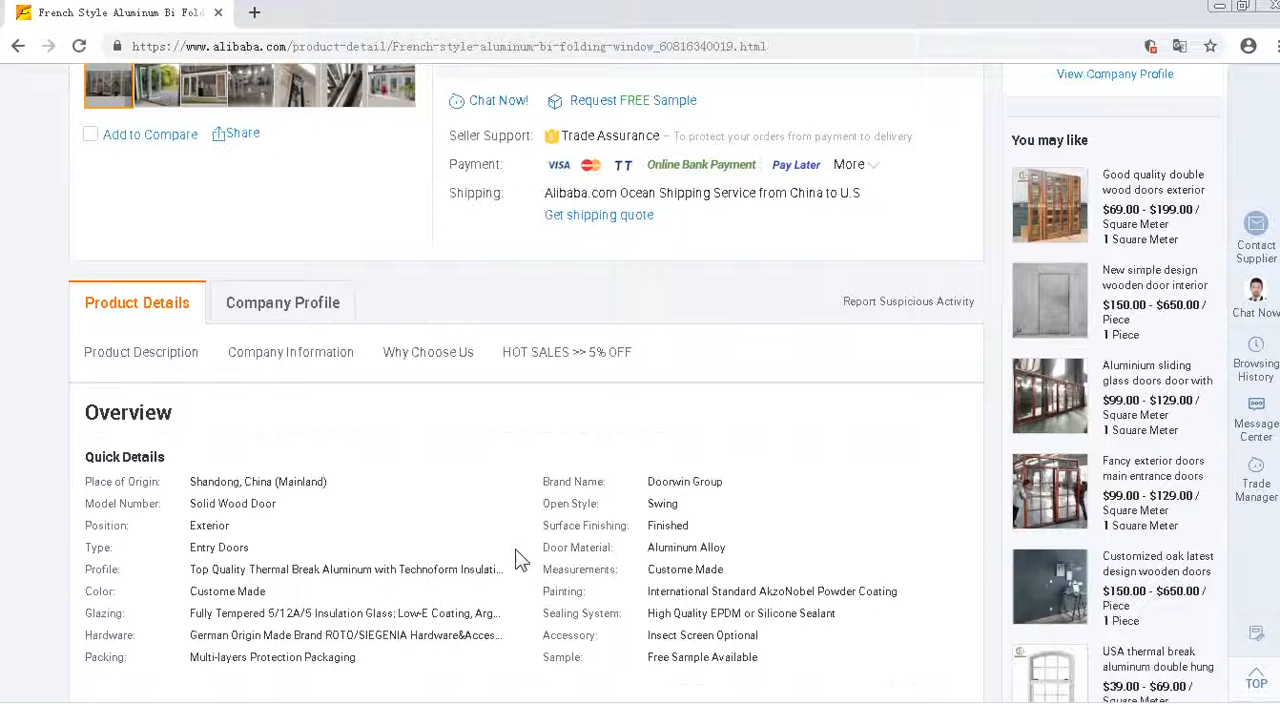 French Style Aluminum Bi Fold
https://www.alibaba.com/product-detail/French-style-aluminum-bi-folding-window_60816340019.html
Chat Now!
Request FREE Sample
View Company Profile
Add to Compare
Share
Seller Support:
Trade Assurance – To protect your orders from payment to delivery
Payment:
VISA
TT
Online Bank Payment
Pay Later
More
Shipping:
Alibaba.com Ocean Shipping Service from China to U.S
Get shipping quote
Product Details
Company Profile
Report Suspicious Activity
Product Description
Company Information
Why Choose Us
HOT SALES >> 5% OFF
Overview
Quick Details
Place of Origin: Shandong, China (Mainland)
Brand Name: Doorwin Group
Model Number: Solid Wood Door
Open Style: Swing
Position: Exterior
Surface Finishing: Finished
Type: Entry Doors
Door Material: Aluminum Alloy
Profile: Top Quality Thermal Break Aluminum with Technoform Insulati...
Measurements: Custome Made
Color: Custome Made
Painting: International Standard AkzoNobel Powder Coating
Glazing: Fully Tempered 5/12A/5 Insulation Glass; Low-E Coating, Arg...
Sealing System: High Quality EPDM or Silicone Sealant
Hardware: German Origin Made Brand ROTO/SIEGENIA Hardware&Acces...
Accessory: Insect Screen Optional
Packing: Multi-layers Protection Packaging
Sample: Free Sample Available
You may like
Good quality double
wood doors exterior
$69.00 - $199.00 /
Square Meter
1 Square Meter
New simple design
wooden door interior
$150.00 - $650.00 /
Piece
1 Piece
Aluminium sliding
glass doors door with
$99.00 - $129.00 /
Square Meter
1 Square Meter
Fancy exterior doors
main entrance doors
$99.00 - $129.00 /
Square Meter
1 Square Meter
Customized oak latest
design wooden doors
$150.00 - $650.00 /
Piece
1 Piece
USA thermal break
aluminum double hung
$39.00 - $69.00 /
Square Meter
Contact
Supplier
Chat Now
Browsing
History
Message
Center
Trade
Manager
TOP